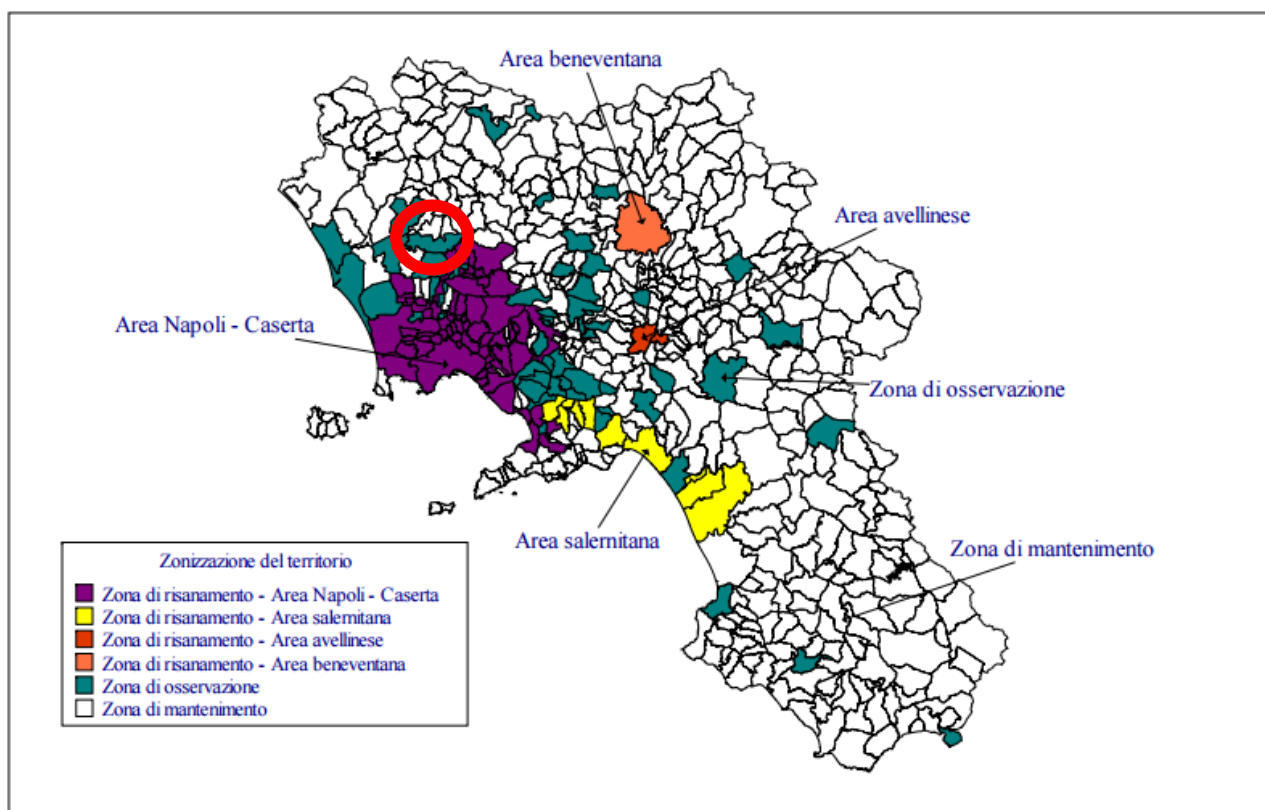 Area beneventana
Area avellinese
Area Napoli - Caserta
Zona di osservazione
Area salernitana
Zona di mantenimento
Zonizzazione del territorio
Zona di risanamento - Area Napoli - Caserta
Zona di risanamento - Area salernitana
Zona di risanamento - Area avellinese
Zona di risanamento - Area beneventana
Zona di osservazione
Zona di mantenimento